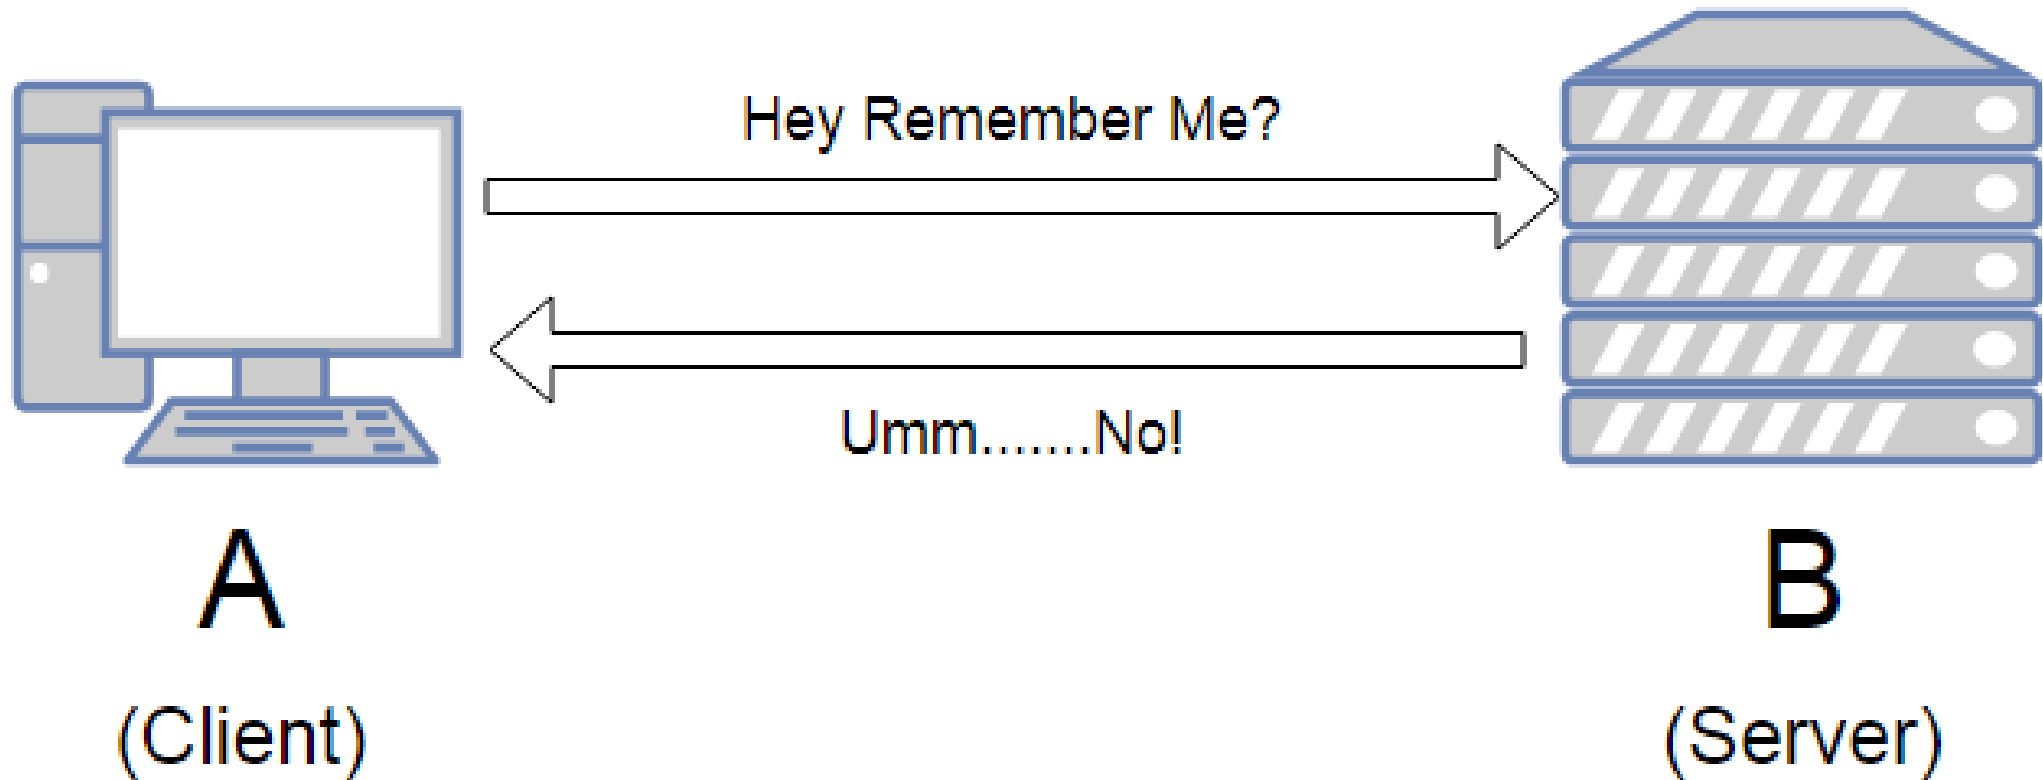 Hey Remember Me?
Umm.......No!
A
B
(Client)
(Server)